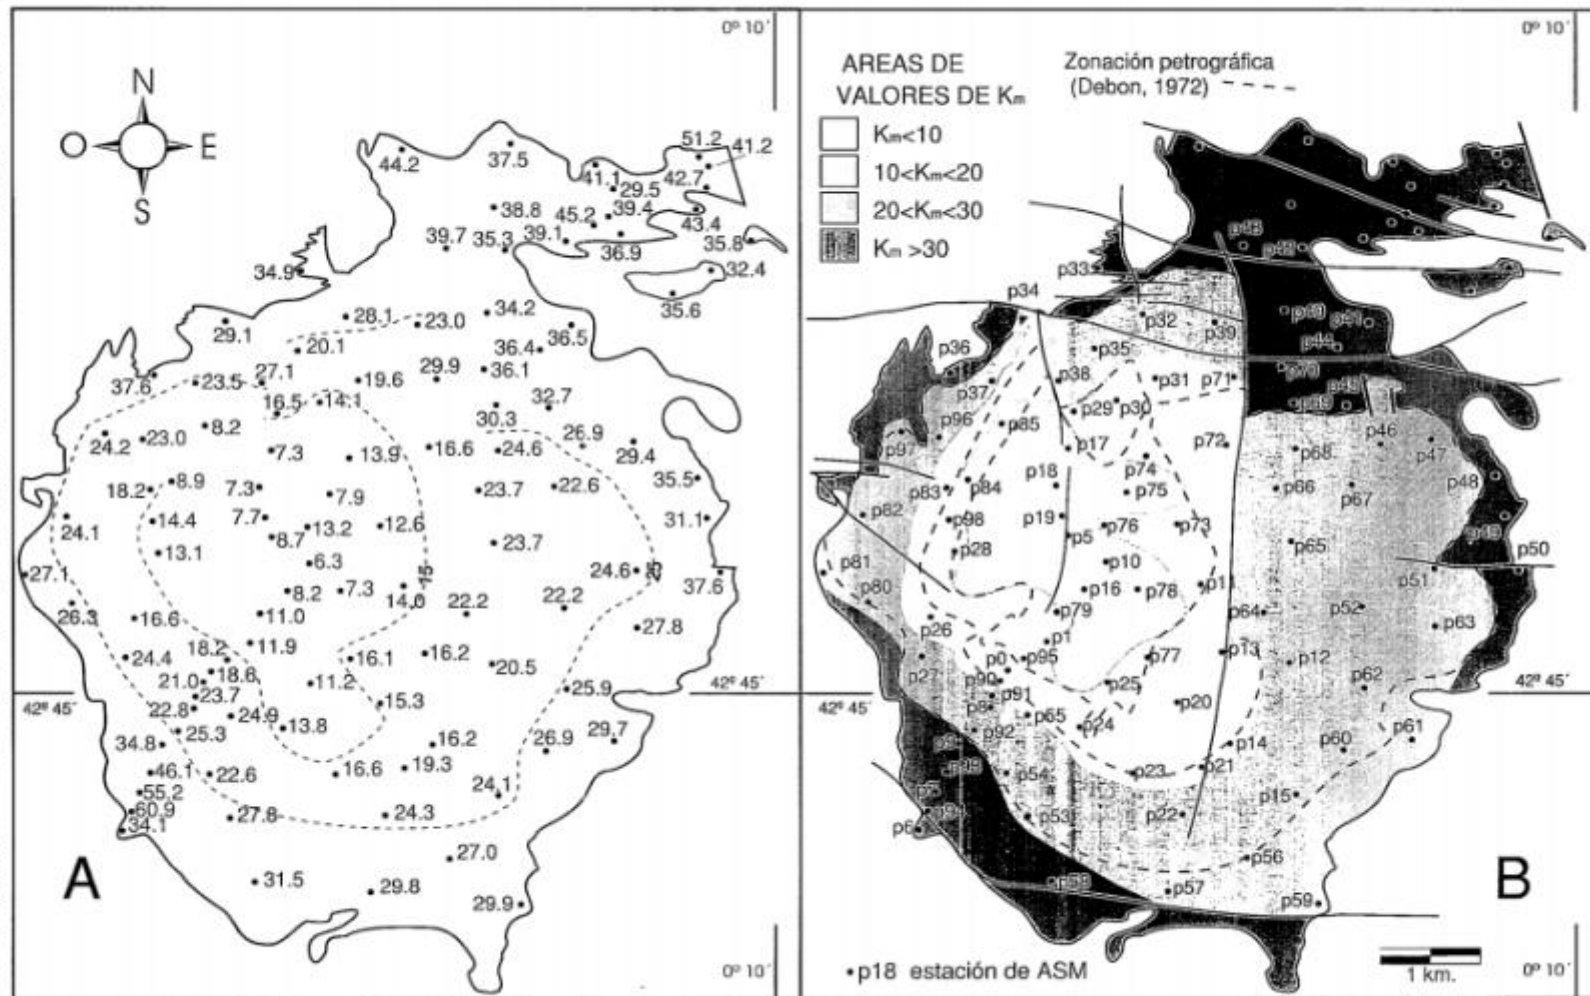 0º 10´
N
O
E
S
44.2
37.5
51.2
41.2
41.1
29.5
42.7
38.8
45.2
39.4
43.4
39.7
35.3
39.1
36.9
35.8
34.9
32.4
35.6
29.1
28.1
23.0
34.2
36.5
20.1
36.4
37.6
23.5
27.1
19.6
29.9
36.1
16.5
14.1
30.3
32.7
24.2
23.0
8.2
7.3
13.9
16.6
24.6
26.9
29.4
18.2
8.9
7.3
7.9
23.7
22.6
35.5
24.1
14.4
7.7
13.2
12.6
31.1
13.1
8.7
6.3
23.7
27.1
24.6
25
37.6
8.2
7.3
14.0
15
26.3
16.6
11.0
22.2
22.2
27.8
24.4
18.2
11.9
16.1
16.2
20.5
21.0
18.6
11.2
25.9
42º 45´
23.7
15.3
42º 45´
22.8
24.9
13.8
34.8
25.3
16.2
26.9
29.7
46.1
22.6
16.6
19.3
55.2
24.1
60.9
27.8
24.3
34.1
27.0
A
31.5
29.8
29.9
0º 10´
0º 10´
AREAS DE
VALORES DE Km
Km<10
10<Km<20
20<Km<30
Km >30
Zonación petrográfica
(Debon, 1972)
p33
p34
p32
p39
p36
p35
p44
p37
p38
p31
p71
p96
p85
p29
p30
p97
p17
p72
p68
p46
p47
p83
p84
p18
p74
p75
p66
p67
p48
p82
p98
p19
p5
p76
p73
p65
p28
p10
p50
p81
p80
p16
p78
p11
p51
p26
p79
p64
p52
p63
p1
p27
p0
p95
p77
p13
p12
p90
p25
p62
42º 45´
p91
p20
p8
p55
p24
p92
p14
p60
p61
p54
p23
p21
p15
p53
p22
p6
p56
p58
p57
p59
B
•p18 estación de ASM
1 km.
0º 10´